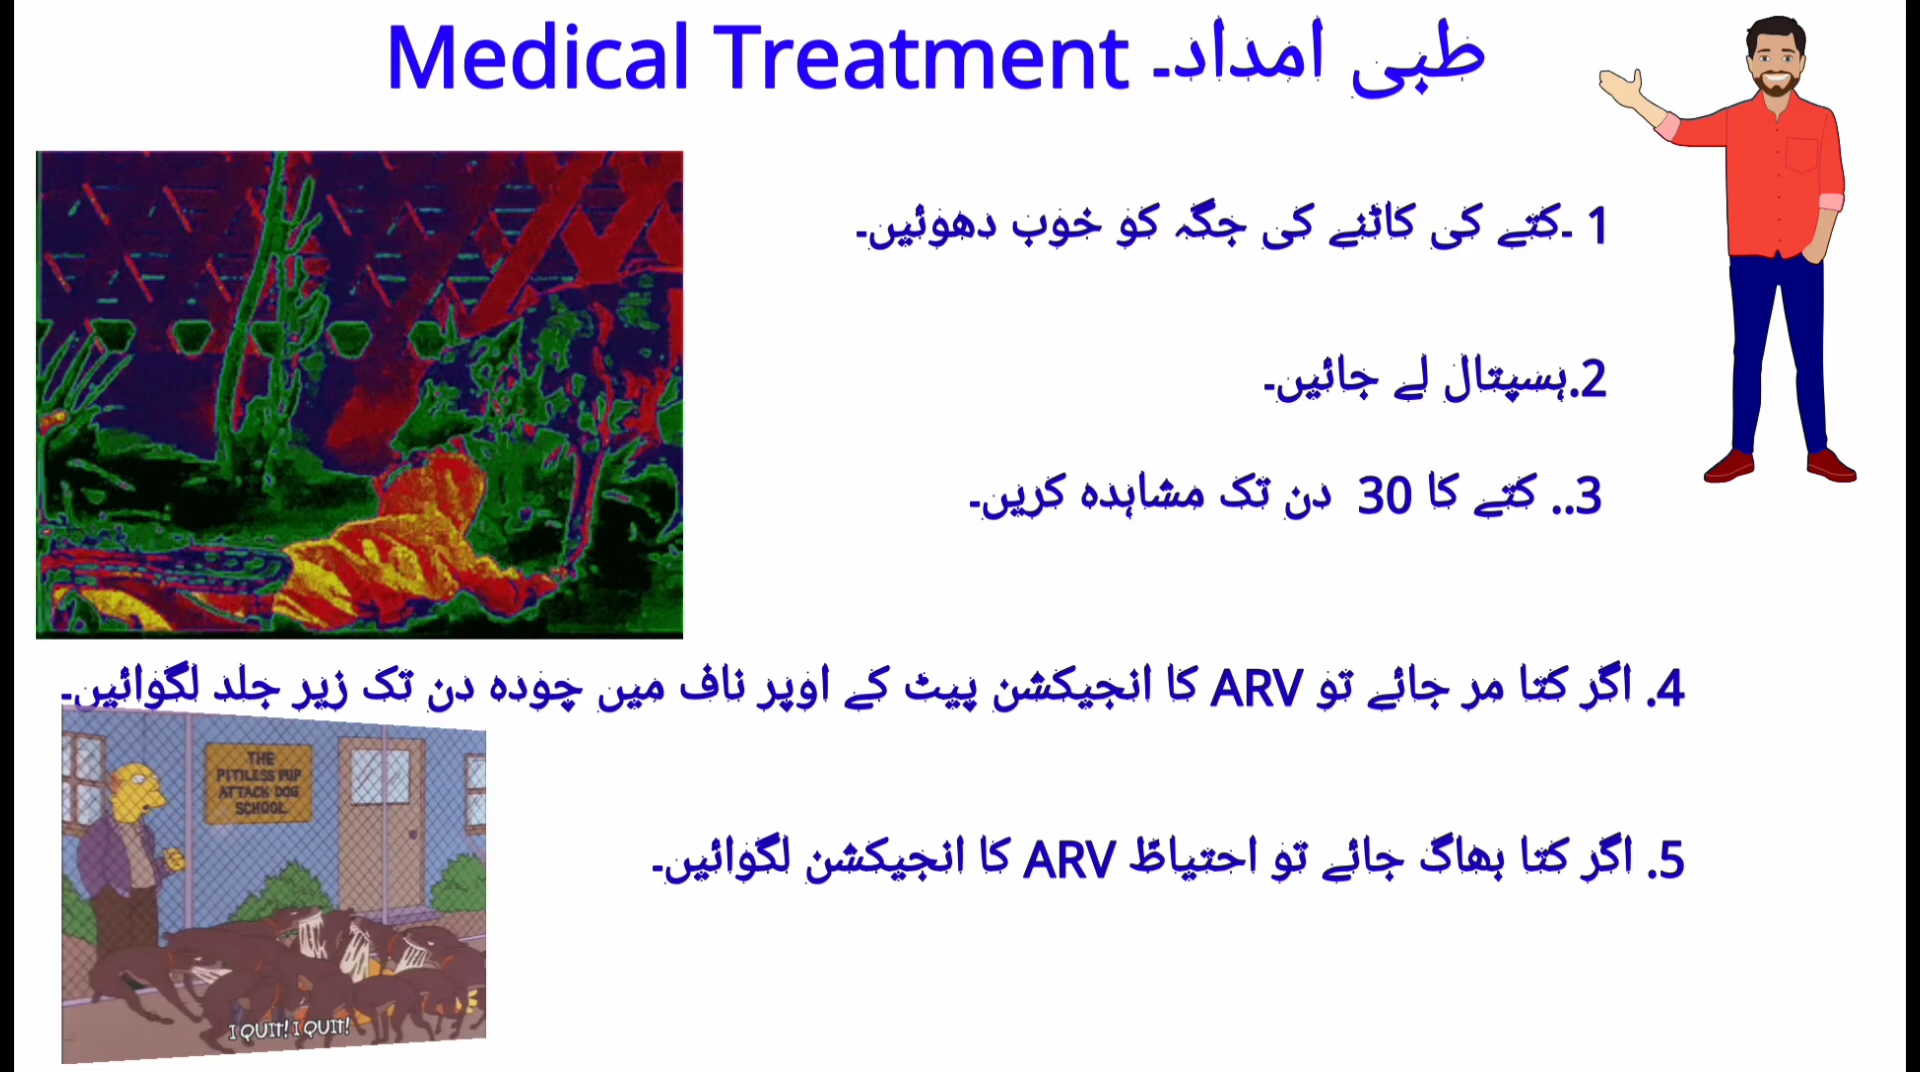 Medical Treatment طبی امداد۔
1 ۔کتے کی کاٹنے کی جگہ کو خوب دھوئیں۔
2.ہسپتال لے جائیں۔
3.. کتے کا 30 دن تک مشاہدہ کریں۔
4. اگر کتا مر جائے تو ARV کا انجیکشن پیٹ کے اوپر ناف میں چودہ دن تک زیر جلد لگوائیں۔
THE
PITILESS PUP
ATTACK DOG
SCHOOL
5. اگر کتا بھاگ جائے تو احتیاطّ ARV کا انجیکشن لگوائیں۔
I QUIT! I QUIT!